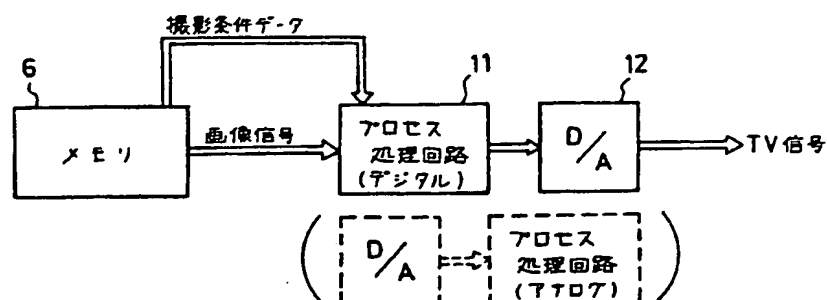 撮影条件データ
6
11
12
メモリ
画像信号
プロセス
処理回路
(デジタル)
D/A
TV信号
D/A
プロセス
処理回路
(アナログ)